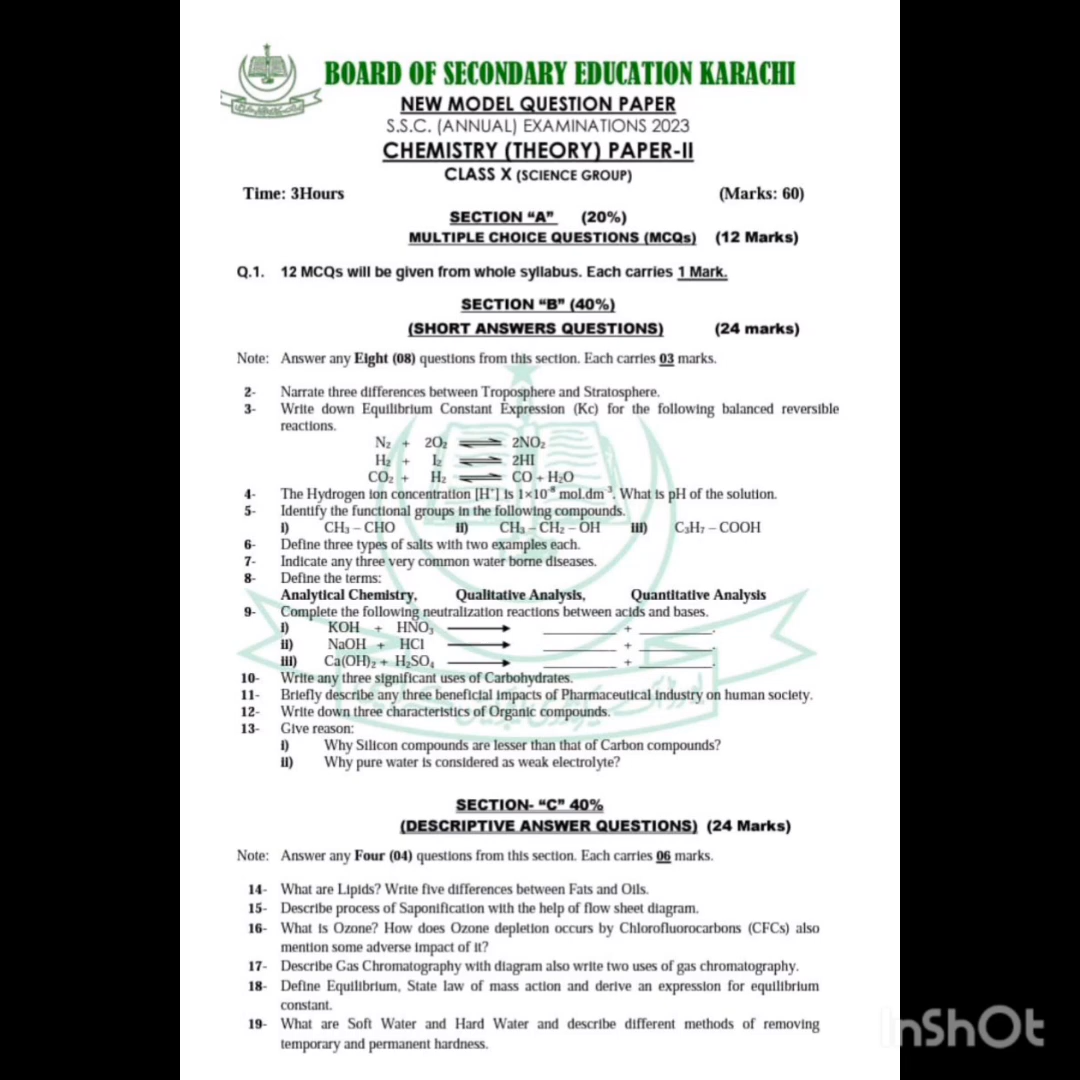 BOARD OF SECONDARY EDUCATION KARACHI
NEW MODEL QUESTION PAPER
S.S.C. (ANNUAL) EXAMINATIONS 2023
CHEMISTRY (THEORY) PAPER-II
CLASS X (SCIENCE GROUP)
Time: 3Hours (Marks: 60)
SECTION “A” (20%)
MULTIPLE CHOICE QUESTIONS (MCQs) (12 Marks)
Q.1. 12 MCQs will be given from whole syllabus. Each carries 1 Mark.
SECTION “B” (40%)
(SHORT ANSWERS QUESTIONS) (24 marks)
Note: Answer any Eight (08) questions from this section. Each carries 03 marks.
2- Narrate three differences between Troposphere and Stratosphere.
3- Write down Equilibrium Constant Expression (Kc) for the following balanced reversible
reactions.
N₂ + 2O₂ ⇌ 2NO₂
H₂ + I₂ ⇌ 2HI
CO₂ + H₂ ⇌ CO + H₂O
4- The Hydrogen ion concentration [H⁺] is 1×10⁻⁸ mol.dm⁻³. What is pH of the solution.
5- Identify the functional groups in the following compounds.
i) CH₃ – CHO ii) CH₃ – CH₂ – OH iii) C₃H₇ – COOH
6- Define three types of salts with two examples each.
7- Indicate any three very common water borne diseases.
8- Define the terms:
Analytical Chemistry, Qualitative Analysis, Quantitative Analysis
9- Complete the following neutralization reactions between acids and bases.
i) KOH + HNO₃ ⟶ ________ + ________.
ii) NaOH + HCl ⟶ ________ + ________.
iii) Ca(OH)₂ + H₂SO₄ ⟶ ________ + ________.
10- Write any three significant uses of Carbohydrates.
11- Briefly describe any three beneficial impacts of Pharmaceutical industry on human society.
12- Write down three characteristics of Organic compounds.
13- Give reason:
i) Why Silicon compounds are lesser than that of Carbon compounds?
ii) Why pure water is considered as weak electrolyte?
SECTION- “C” 40%
(DESCRIPTIVE ANSWER QUESTIONS) (24 Marks)
Note: Answer any Four (04) questions from this section. Each carries 06 marks.
14- What are Lipids? Write five differences between Fats and Oils.
15- Describe process of Saponification with the help of flow sheet diagram.
16- What is Ozone? How does Ozone depletion occurs by Chlorofluorocarbons (CFCs) also
mention some adverse impact of it?
17- Describe Gas Chromatography with diagram also write two uses of gas chromatography.
18- Define Equilibrium, State law of mass action and derive an expression for equilibrium
constant.
19- What are Soft Water and Hard Water and describe different methods of removing
temporary and permanent hardness.
InShOt